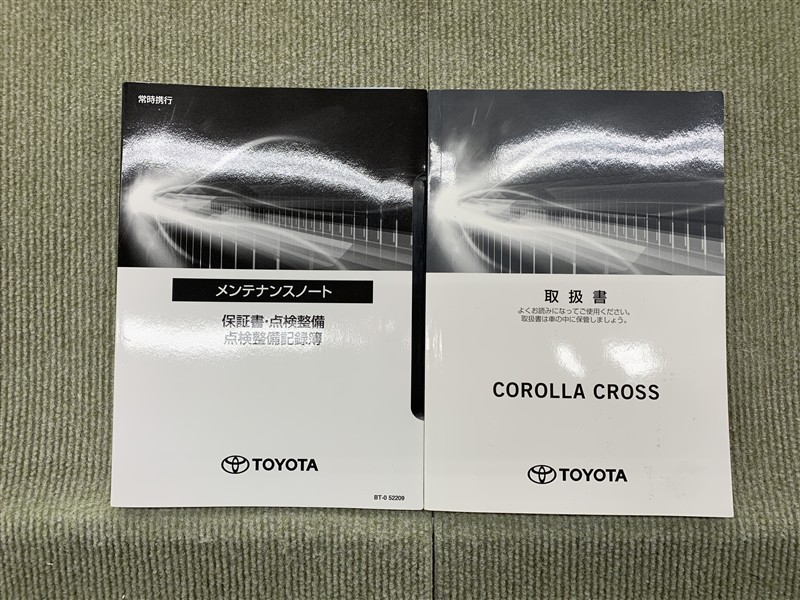 常時携行
メンテナンスノート
保証書・点検整備
点検整備記録簿
TOYOTA
BT-0 52209
取扱書
よくお読みになってご使用ください。
取扱書は車の中に保管しましょう。
COROLLA CROSS
TOYOTA